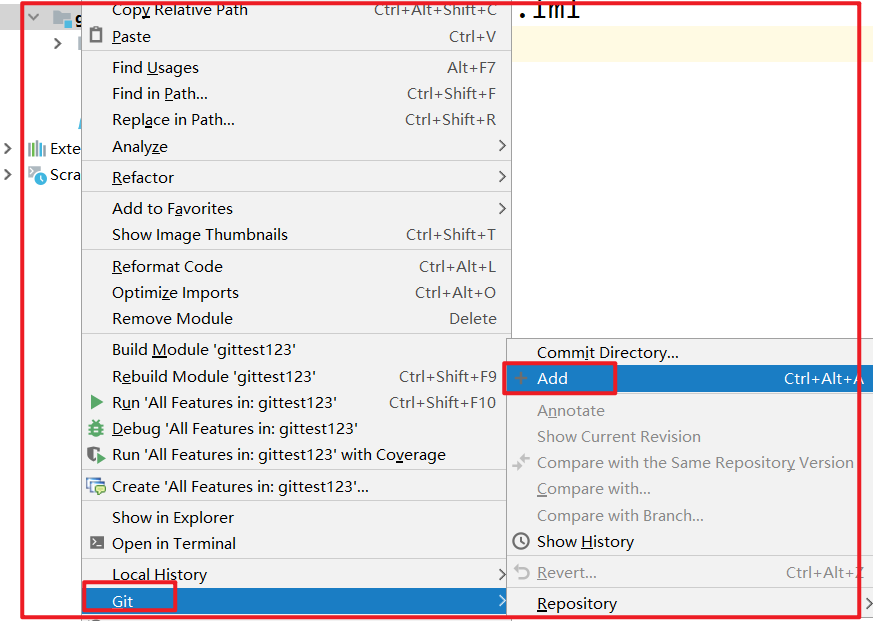 g
.iml
Copy Relative Path Ctrl+Alt+Shift+C
Paste Ctrl+V
Find Usages Alt+F7
Find in Path... Ctrl+Shift+F
Replace in Path... Ctrl+Shift+R
Analyze
Exte
Scra
Refactor
Add to Favorites
Show Image Thumbnails Ctrl+Shift+T
Reformat Code Ctrl+Alt+L
Optimize Imports Ctrl+Alt+O
Remove Module Delete
Build Module 'gittest123'
Rebuild Module 'gittest123' Ctrl+Shift+F9
Run 'All Features in: gittest123' Ctrl+Shift+F10
Debug 'All Features in: gittest123'
Run 'All Features in: gittest123' with Coverage
Create 'All Features in: gittest123'...
Show in Explorer
Open in Terminal
Local History
Git
Commit Directory...
Add Ctrl+Alt+A
Annotate
Show Current Revision
Compare with the Same Repository Version
Compare with...
Compare with Branch...
Show History
Revert... Ctrl+Alt+Z
Repository